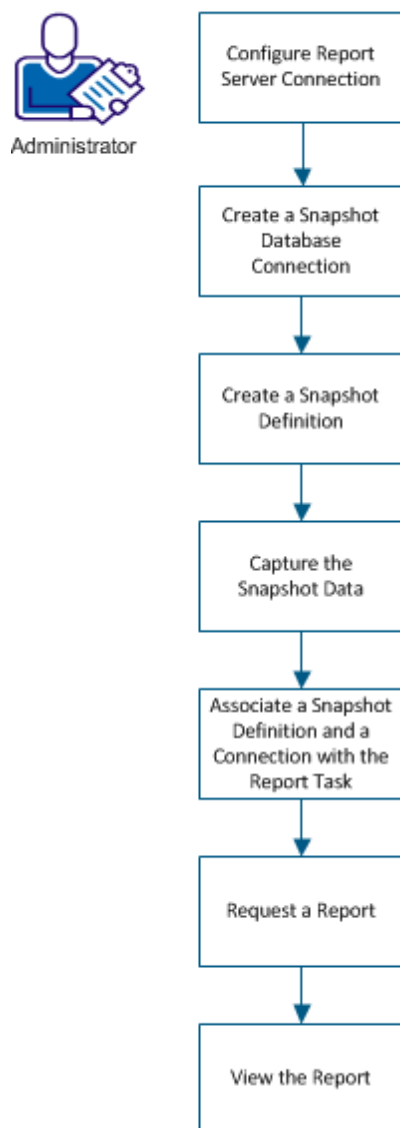 Administrator
Configure Report
Server Connection
Create a Snapshot
Database
Connection
Create a Snapshot
Definition
Capture the
Snapshot Data
Associate a Snapshot
Definition and a
Connection with the
Report Task
Request a Report
View the Report